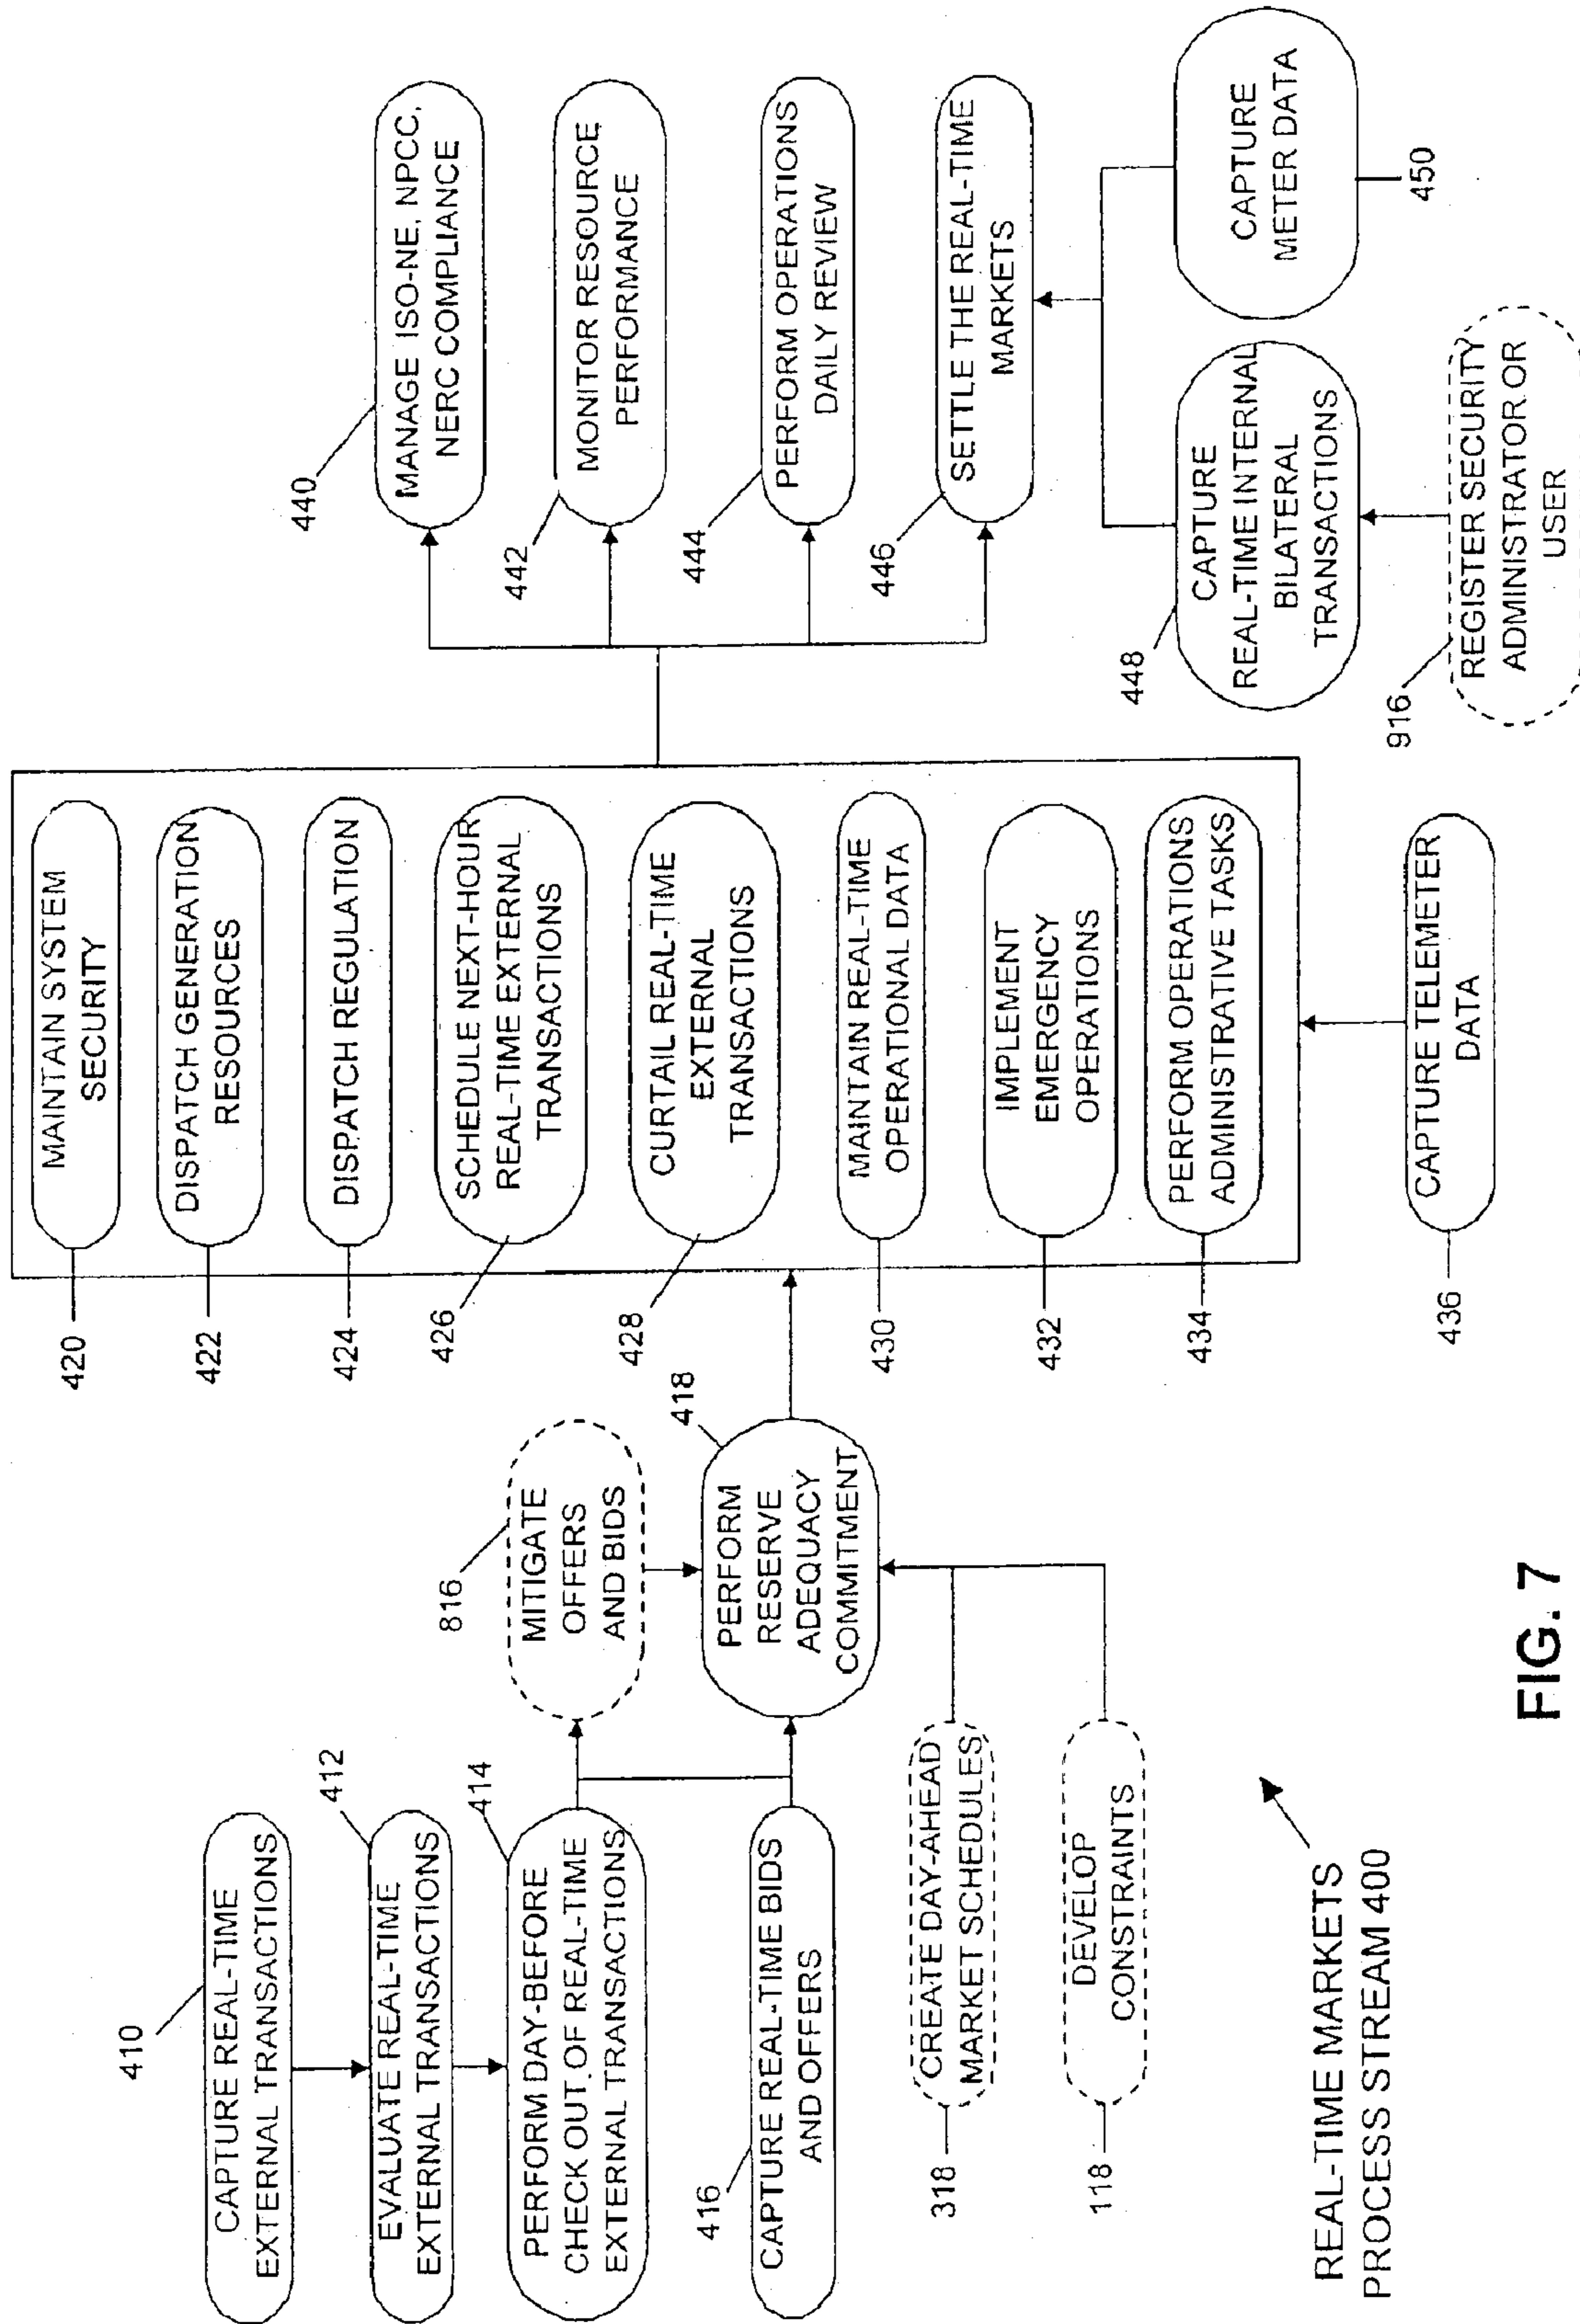 410
CAPTURE REAL-TIME
EXTERNAL TRANSACTIONS
412
EVALUATE REAL-TIME
EXTERNAL TRANSACTIONS
414
PERFORM DAY-BEFORE
CHECK OUT OF REAL-TIME
EXTERNAL TRANSACTIONS
416
CAPTURE REAL-TIME BIDS
AND OFFERS
318
CREATE DAY-AHEAD
MARKET SCHEDULES
118
DEVELOP
CONSTRAINTS
816
MITIGATE
OFFERS
AND BIDS
418
PERFORM
RESERVE
ADEQUACY
COMMITMENT
420
MAINTAIN SYSTEM
SECURITY
422
DISPATCH GENERATION
RESOURCES
424
DISPATCH REGULATION
426
SCHEDULE NEXT-HOUR
REAL-TIME EXTERNAL
TRANSACTIONS
428
CURTAIL REAL-TIME
EXTERNAL
TRANSACTIONS
430
MAINTAIN REAL-TIME
OPERATIONAL DATA
432
IMPLEMENT
EMERGENCY
OPERATIONS
434
PERFORM OPERATIONS
ADMINISTRATIVE TASKS
436
CAPTURE TELEMETER
DATA
440
MANAGE ISO-NE, NPCC,
NERC COMPLIANCE
442
MONITOR RESOURCE
PERFORMANCE
444
PERFORM OPERATIONS
DAILY REVIEW
446
SETTLE THE REAL-TIME
MARKETS
448
CAPTURE
REAL-TIME INTERNAL
BILATERAL
TRANSACTIONS
CAPTURE
METER DATA
450
916
REGISTER SECURITY
ADMINISTRATOR OR
USER
REAL-TIME MARKETS
PROCESS STREAM 400
FIG. 7